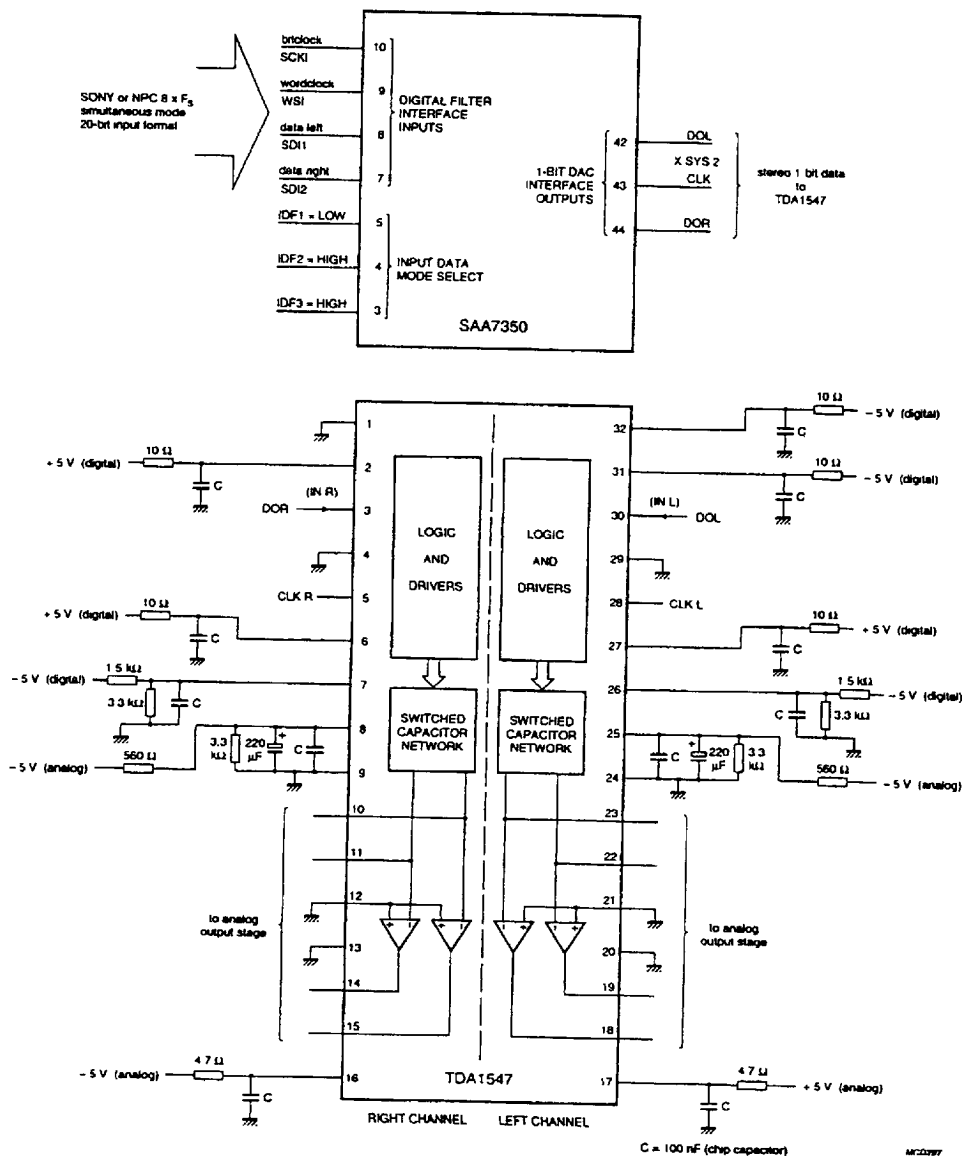 SONY or NPC 8 x Fs
simultaneous mode
20-bit input format
bitclock
SCKI
wordclock
WSI
data left
SDI1
data right
SDI2
IDF1 = LOW
IDF2 = HIGH
IDF3 = HIGH
10
9
8
7
5
4
3
DIGITAL FILTER
INTERFACE
INPUTS
INPUT DATA
MODE SELECT
1-BIT DAC
INTERFACE
OUTPUTS
42
43
44
DOL
X SYS 2
CLK
DOR
stereo 1 bit data
to
TDA1547
SAA7350
+ 5 V (digital)
10 Ω
C
(IN R)
DOR
CLK R
+ 5 V (digital)
10 Ω
C
– 5 V (digital)
1 5 kΩ
3.3 kΩ
C
– 5 V (analog)
560 Ω
3.3
kΩ
220
µF
+
C
to analog
output stage
– 5 V (analog)
4 7 Ω
C
1
2
3
4
5
6
7
8
9
10
11
12
13
14
15
16
LOGIC
AND
DRIVERS
LOGIC
AND
DRIVERS
SWITCHED
CAPACITOR
NETWORK
SWITCHED
CAPACITOR
NETWORK
+ –
+ –
– +
– +
TDA1547
RIGHT CHANNEL
LEFT CHANNEL
32
31
30
29
28
27
26
25
24
23
22
21
20
19
18
17
10 Ω
– 5 V (digital)
C
10 Ω
– 5 V (digital)
C
(IN L)
DOL
CLK L
10 Ω
+ 5 V (digital)
C
1 5 kΩ
– 5 V (digital)
C
3.3 kΩ
C
+
220
µF
3.3
kΩ
560 Ω
– 5 V (analog)
to analog
output stage
4 7 Ω
+ 5 V (analog)
C
C = 100 nF (chip capacitor)